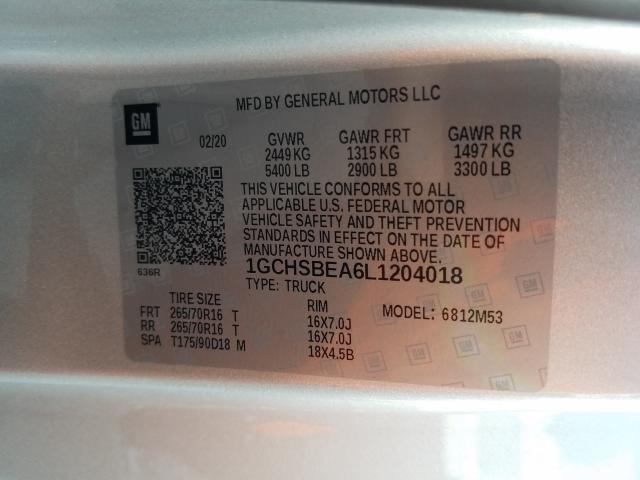 GM
MFD BY GENERAL MOTORS LLC
02/20
GVWR GAWR FRT GAWR RR
2449 KG 1315 KG 1497 KG
5400 LB 2900 LB 3300 LB
THIS VEHICLE CONFORMS TO ALL
APPLICABLE U.S. FEDERAL MOTOR
VEHICLE SAFETY AND THEFT PREVENTION
STANDARDS IN EFFECT ON THE DATE OF
MANUFACTURE SHOWN ABOVE.
636R
1GCHSBEA6L1204018
TYPE: TRUCK
TIRE SIZE RIM MODEL: 6812M53
FRT 265/70R16 T 16X7.0J
RR 265/70R16 T 16X7.0J
SPA T175/90D18 M 18X4.5B